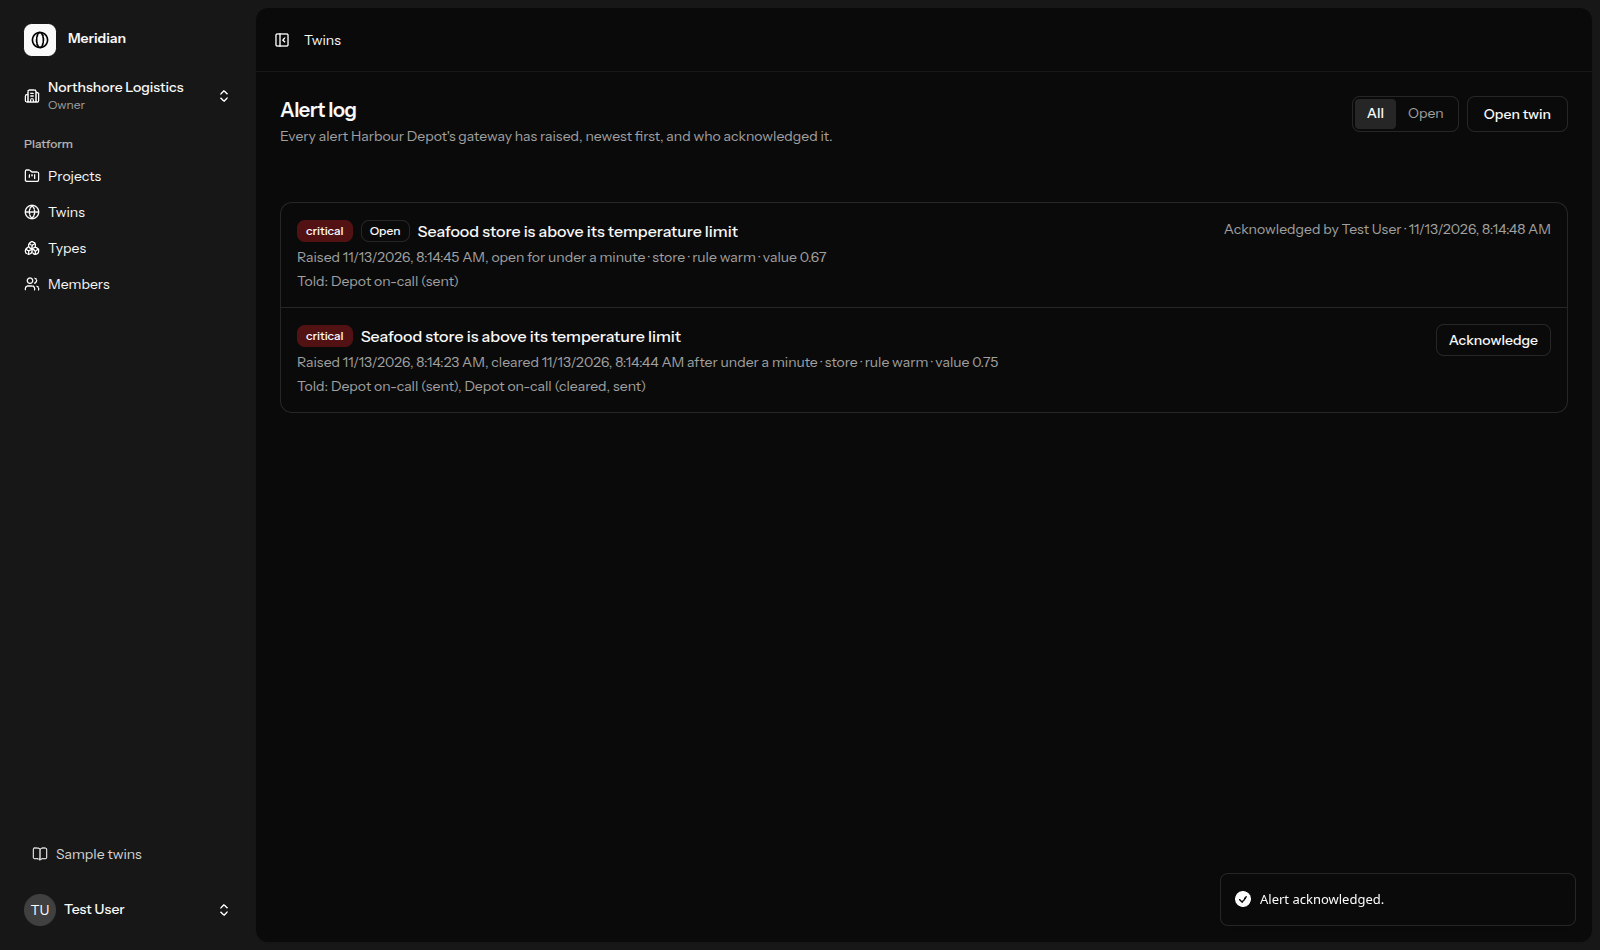 Meridian
Northshore Logistics
Owner
Platform
Projects
Twins
Types
Members
Sample twins
TU
Test User
Twins
Alert log
Every alert Harbour Depot's gateway has raised, newest first, and who acknowledged it.
All
Open
Open twin
critical
Open
Seafood store is above its temperature limit
Acknowledged by Test User · 11/13/2026, 8:14:48 AM
Raised 11/13/2026, 8:14:45 AM, open for under a minute · store · rule warm · value 0.67
Told: Depot on-call (sent)
critical
Seafood store is above its temperature limit
Acknowledge
Raised 11/13/2026, 8:14:23 AM, cleared 11/13/2026, 8:14:44 AM after under a minute · store · rule warm · value 0.75
Told: Depot on-call (sent), Depot on-call (cleared, sent)
Alert acknowledged.